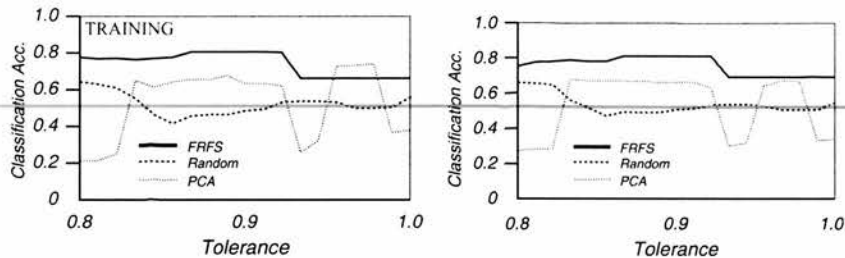 TRAINING
Classification Acc.
1.0
0.8
0.6
0.4
0.2
0
FRFS
Random
PCA
0.8
0.9
1.0
Tolerance
Classification Acc.
1.0
0.8
0.6
0.4
0.2
0
FRFS
Random
PCA
0.8
0.9
1.0
Tolerance